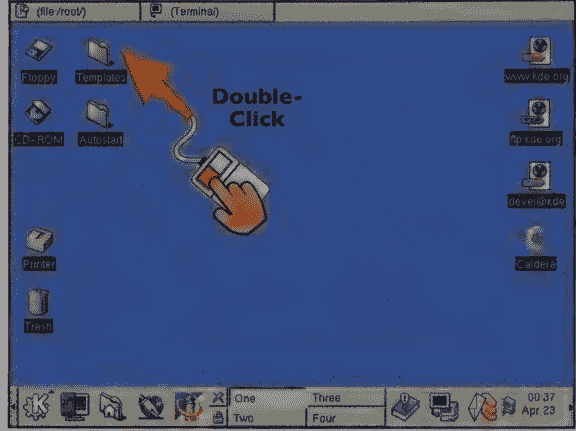 (file:/root/)
(Terminal)
Floppy
Templates
www.kde.org
Double-
Click
CD-ROM
Autostart
ftp.kde.org
devel@kde
Printer
Caldera
Trash
One
Three
Two
Four
00:37
Apr 23